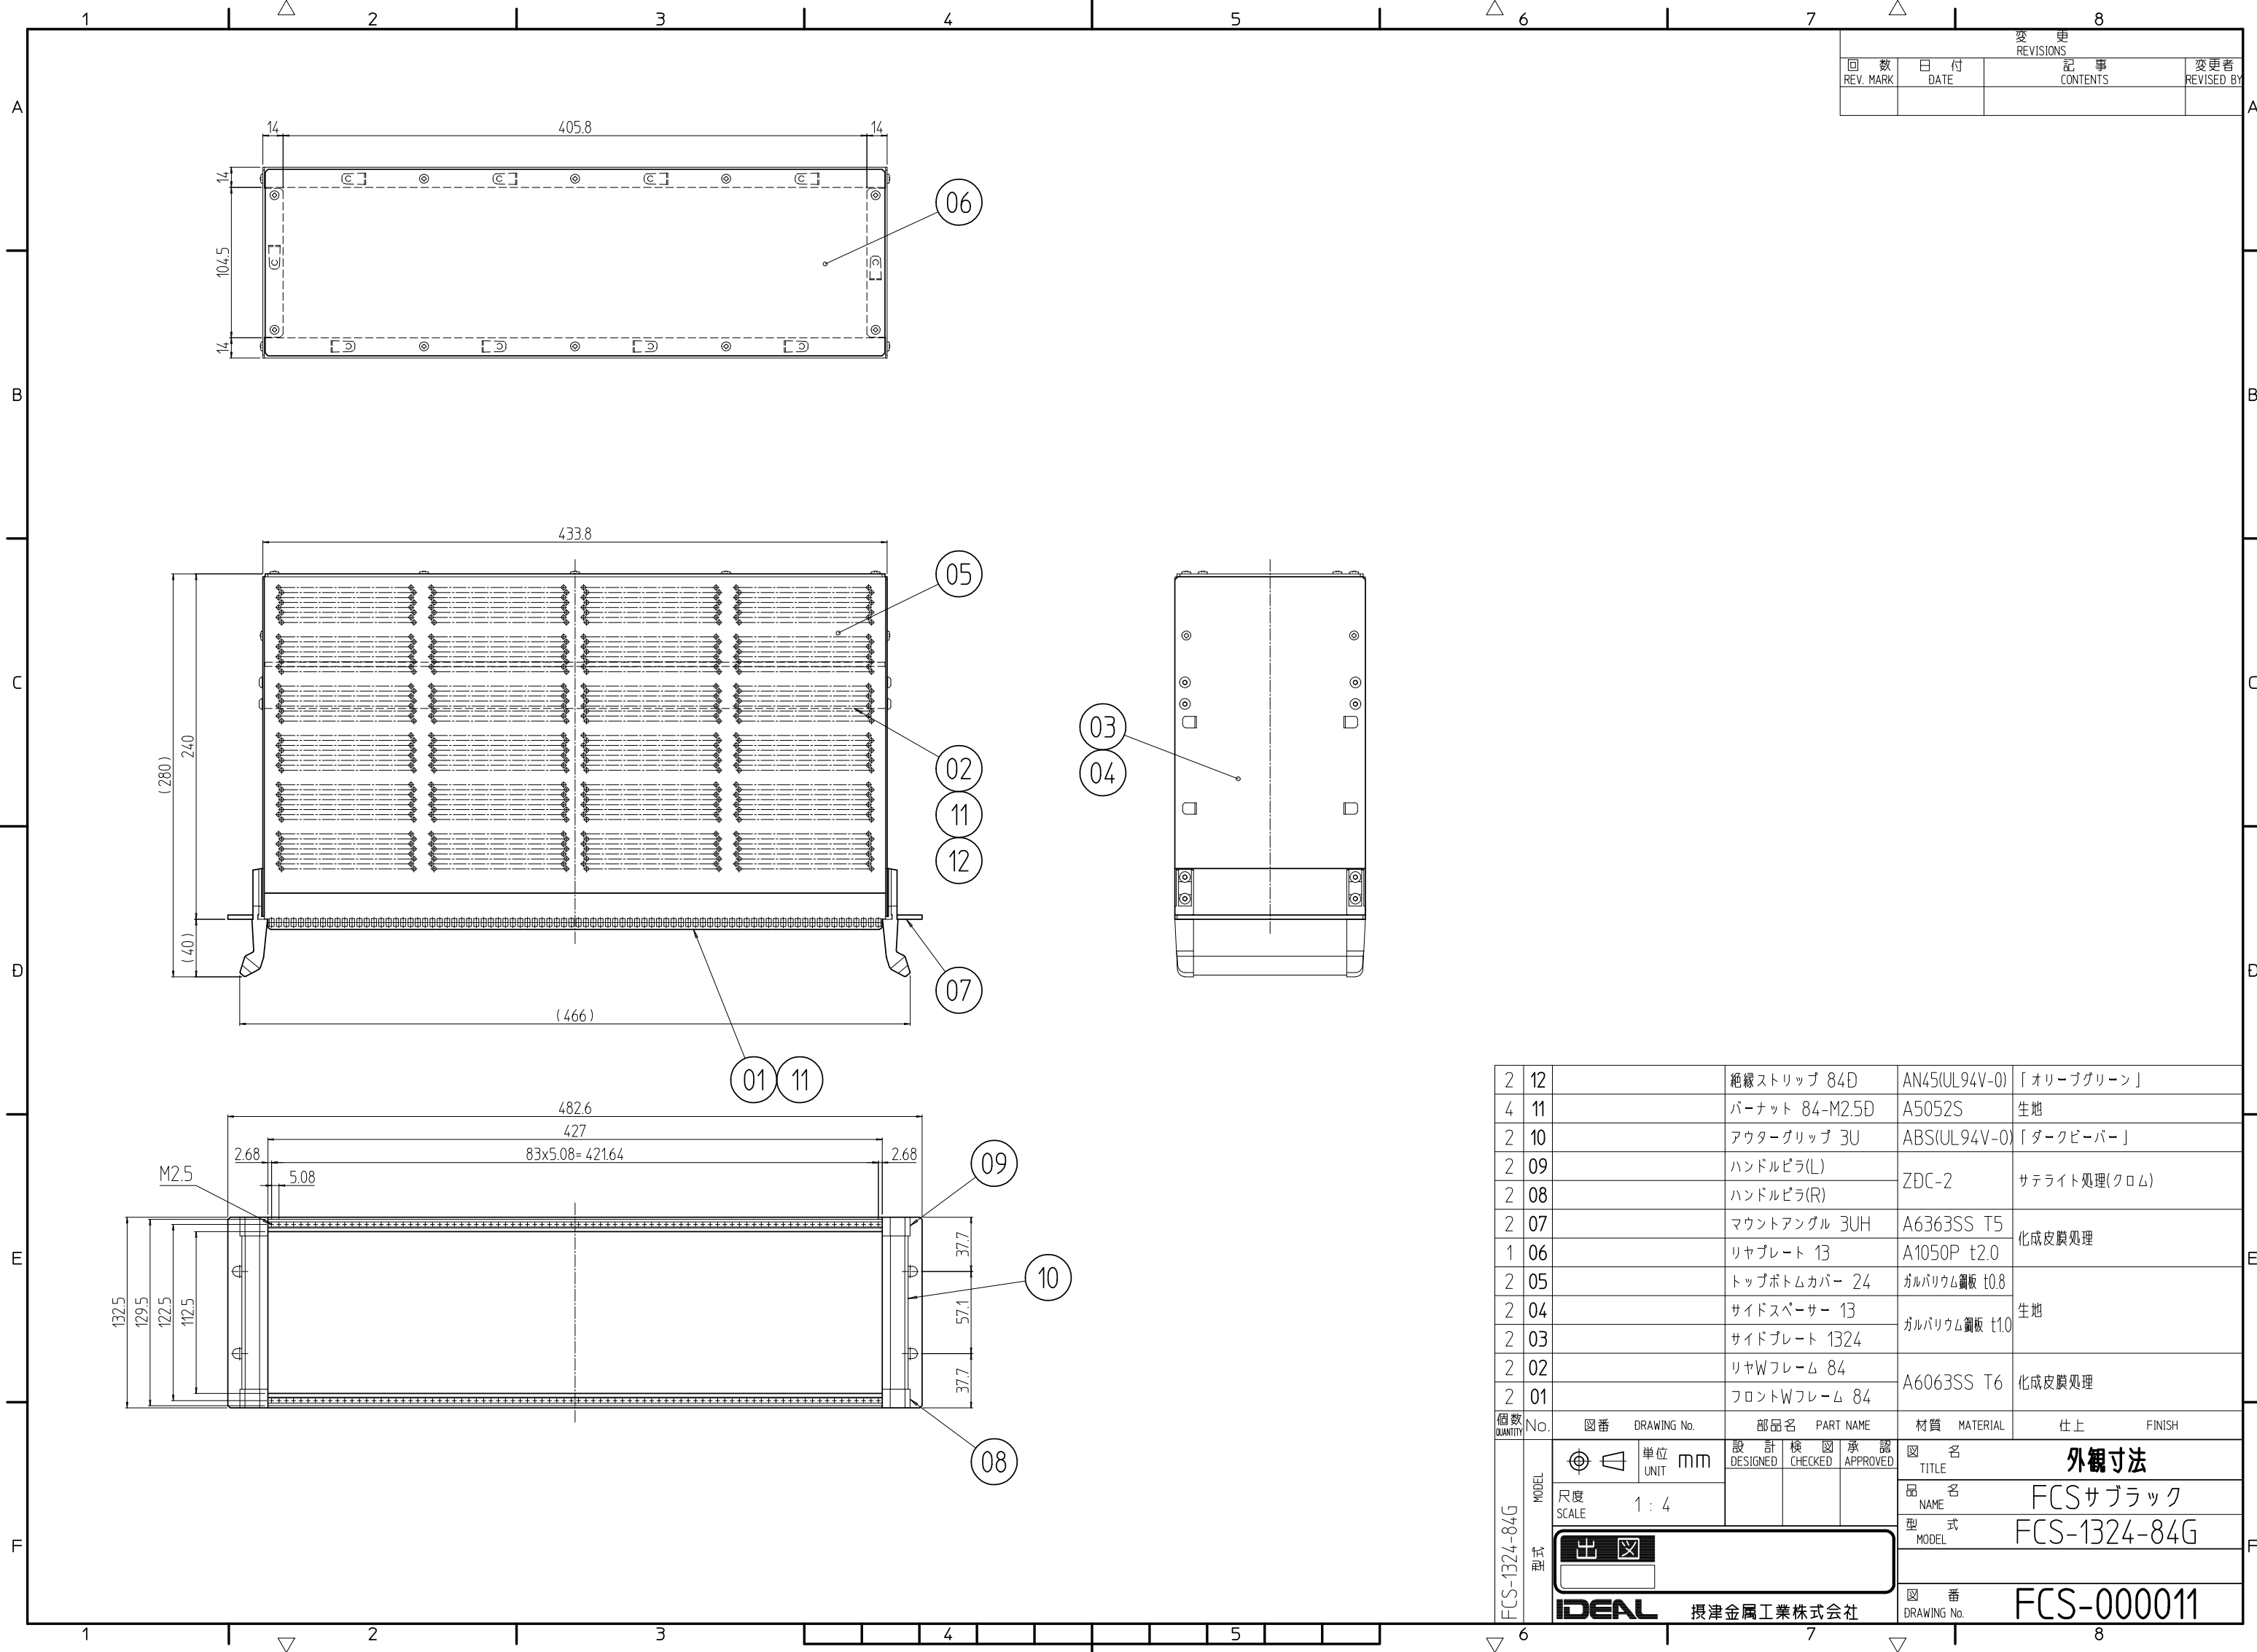 1 2 3 4 5 6 7 8
A
B
C
D
E
F
A
B
C
D
E
F
変更
REVISIONS
回数 日付 記事 変更者
REV. MARK DATE CONTENTS REVISED BY
14 405.8 14
14
104.5
14
06
433.8
05
02
11
12
(280)
240
(40)
07
(466)
01 11
03
04
482.6
427
2.68 83x5.08=421.64 2.68
M2.5 5.08
09
10
08
132.5
129.5
122.5
112.5
37.7
57.1
37.7
2 12 絶縁ストリップ 84D AN45(UL94V-0) 「オリーブグリーン」
4 11 バーナット 84-M2.5D A5052S 生地
2 10 アウターグリップ 3U ABS(UL94V-0) 「ダークビーバー」
2 09 ハンドルピラ(L) ZDC-2 サテライト処理(クロム)
2 08 ハンドルピラ(R)
2 07 マウントアングル 3UH A6363SS T5 化成皮膜処理
1 06 リヤプレート 13 A1050P t2.0
2 05 トップボトムカバー 24 ガルバリウム鋼板 t0.8 生地
2 04 サイドスペーサー 13 ガルバリウム鋼板 t1.0
2 03 サイドプレート 1324
2 02 リヤWフレーム 84 A6063SS T6 化成皮膜処理
2 01 フロントWフレーム 84
個数 No. 図番 DRAWING No. 部品名 PART NAME 材質 MATERIAL 仕上 FINISH
QUANTITY
FCS-1324-84G
型式 MODEL
単位 mm
UNIT
尺度 1 : 4
SCALE
設計 検図 承認
DESIGNED CHECKED APPROVED
図名 外観寸法
TITLE
品名 FCSサブラック
NAME
型式 FCS-1324-84G
MODEL
図番 FCS-000011
DRAWING No.
出図
IDEAL 摂津金属工業株式会社
1 2 3 4 5 6 7 8